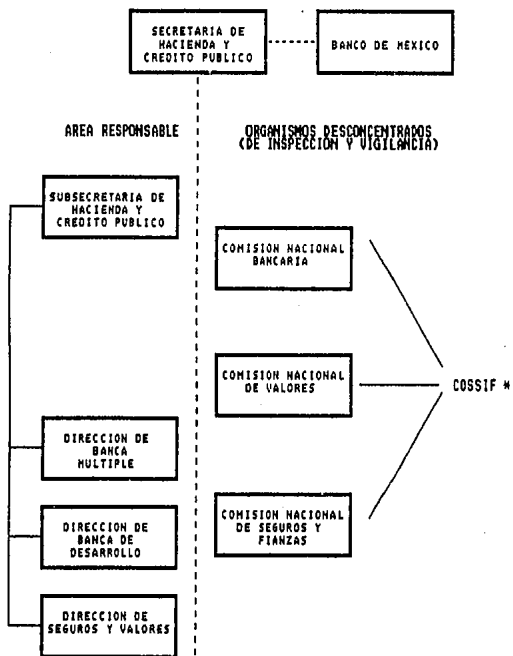 SECRETARIA DE
HACIENDA Y
CREDITO PUBLICO
BANCO DE MEXICO
AREA RESPONSABLE
ORGANISMOS DESCONCENTRADOS
(DE INSPECCIÓN Y VIGILANCIA)
SUBSECRETARIA DE
HACIENDA Y
CREDITO PUBLICO
COMISION NACIONAL
BANCARIA
COMISION NACIONAL
DE VALORES
COSSIF *
DIRECCION DE
BANCA
MULTIPLE
COMISION NACIONAL
DE SEGUROS Y
FIANZAS
DIRECCION DE
BANCA DE
DESARROLLO
DIRECCION DE
SEGUROS Y VALORES